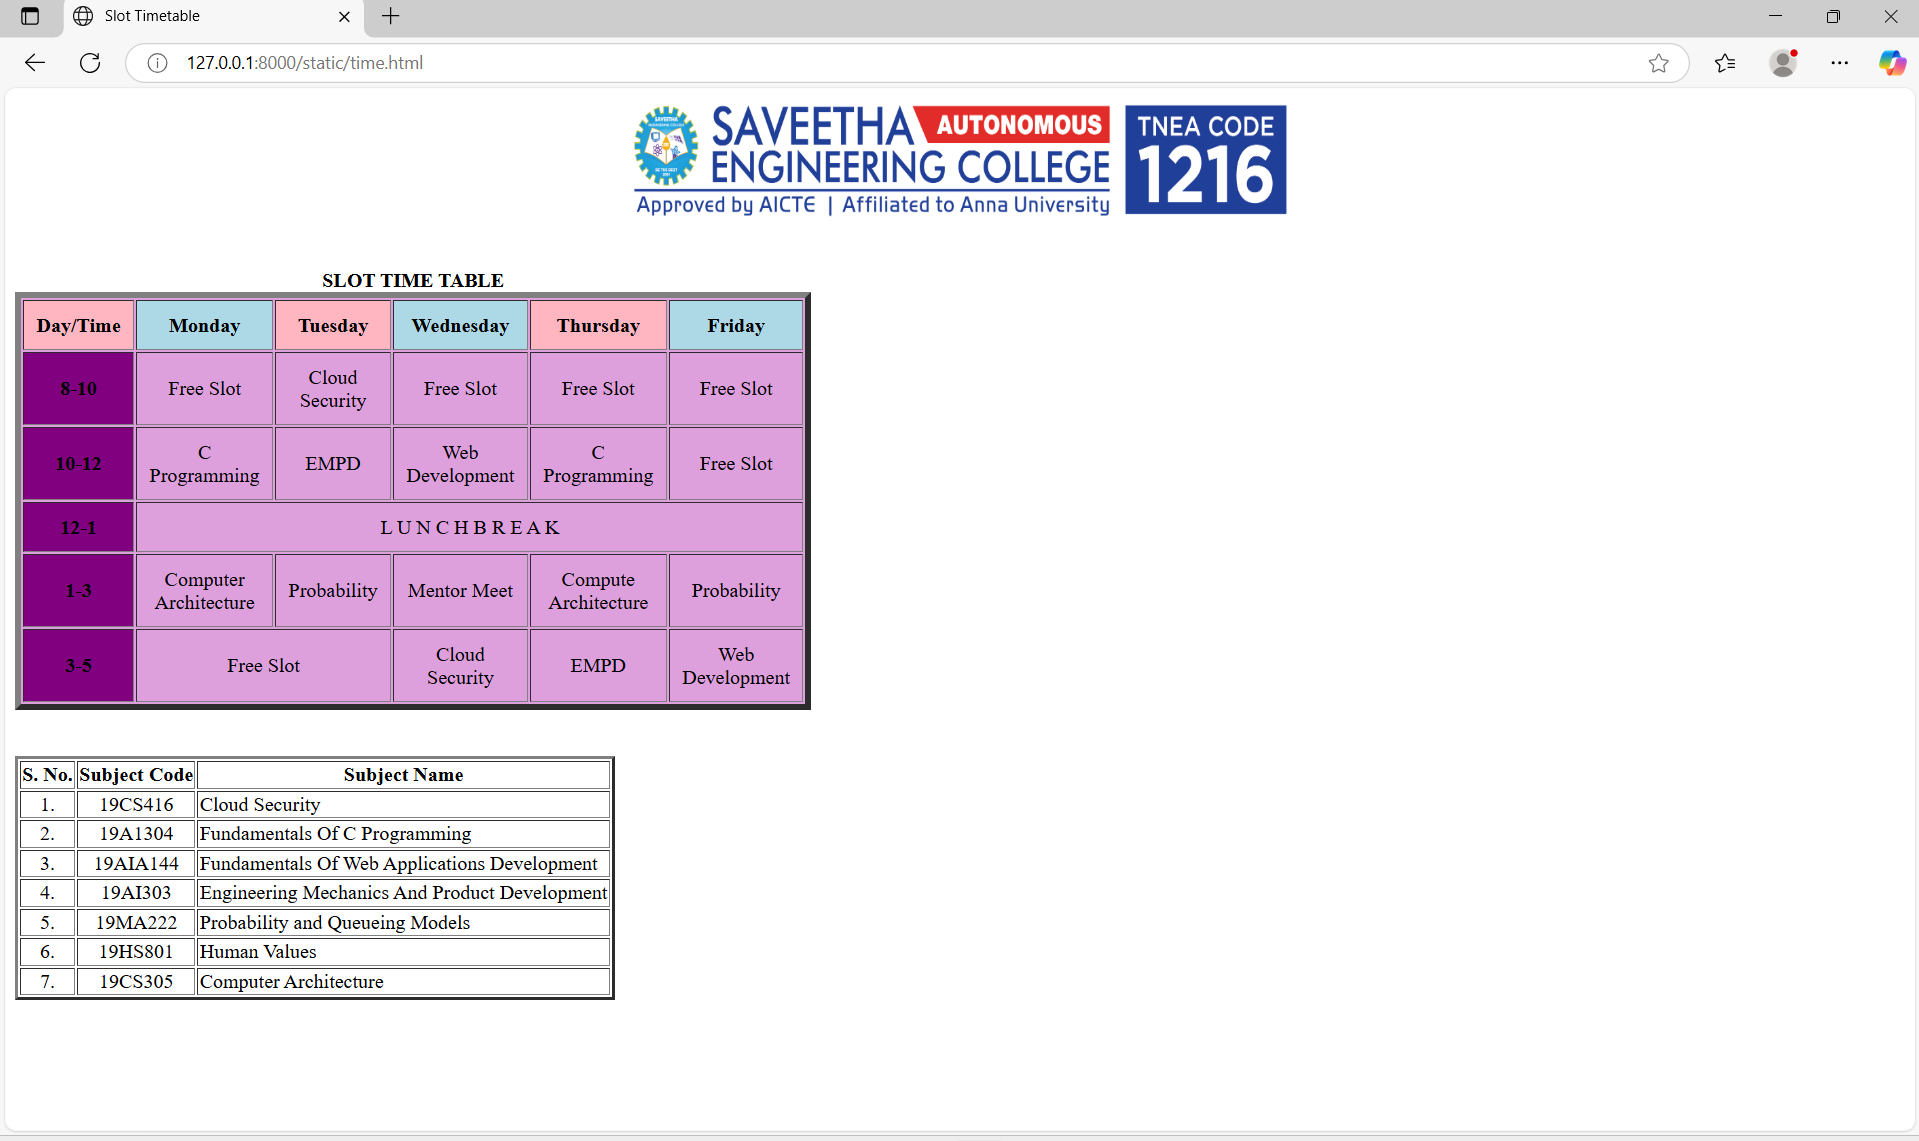 Slot Timetable
127.0.0.1:8000/static/time.html
SAVEETHA AUTONOMOUS
ENGINEERING COLLEGE
Approved by AICTE | Affiliated to Anna University
TNEA CODE
1216
SLOT TIME TABLE
Day/Time Monday Tuesday Wednesday Thursday Friday
8-10 Free Slot Cloud Security Free Slot Free Slot Free Slot
10-12 C Programming EMPD Web Development C Programming Free Slot
12-1 L U N C H B R E A K
1-3 Computer Architecture Probability Mentor Meet Compute Architecture Probability
3-5 Free Slot Cloud Security EMPD Web Development
S. No. Subject Code Subject Name
1. 19CS416 Cloud Security
2. 19A1304 Fundamentals Of C Programming
3. 19AIA144 Fundamentals Of Web Applications Development
4. 19AI303 Engineering Mechanics And Product Development
5. 19MA222 Probability and Queueing Models
6. 19HS801 Human Values
7. 19CS305 Computer Architecture